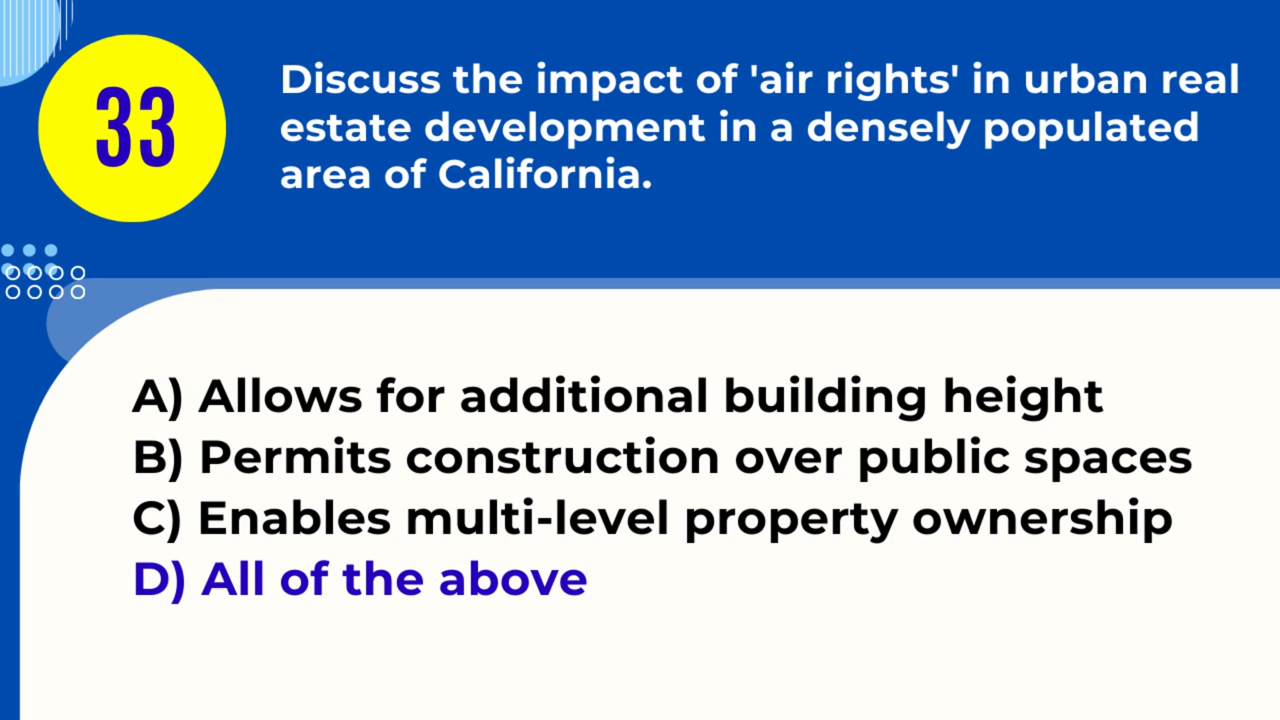 33
Discuss the impact of 'air rights' in urban real
estate development in a densely populated
area of California.
A) Allows for additional building height
B) Permits construction over public spaces
C) Enables multi-level property ownership
D) All of the above